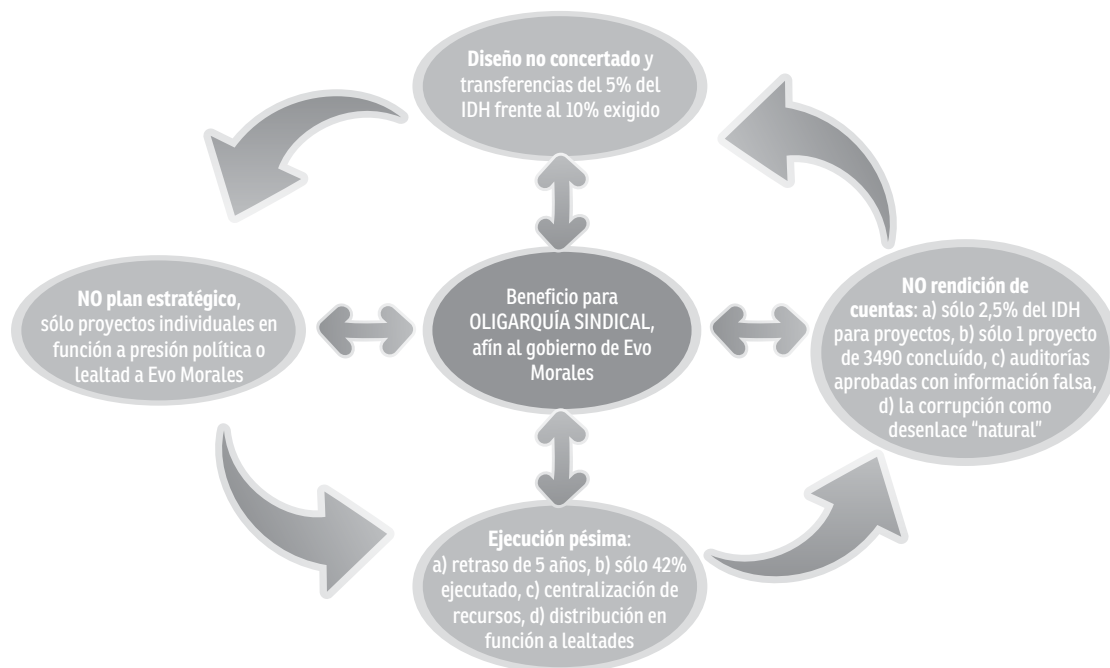 Diseño no concertado y
transferencias del 5% del
IDH frente al 10% exigido
NO plan estratégico,
sólo proyectos individuales en
función a presión política o
lealtad a Evo Morales
Beneficio para
OLIGARQUÍA SINDICAL,
afín al gobierno de Evo
Morales
NO rendición de
cuentas: a) sólo 2,5% del IDH
para proyectos, b) sólo 1 proyecto
de 3490 concluído, c) auditorías
aprobadas con información falsa,
d) la corrupción como
desenlace “natural”
Ejecución pésima:
a) retraso de 5 años, b) sólo 42%
ejecutado, c) centralización de
recursos, d) distribución en
función a lealtades